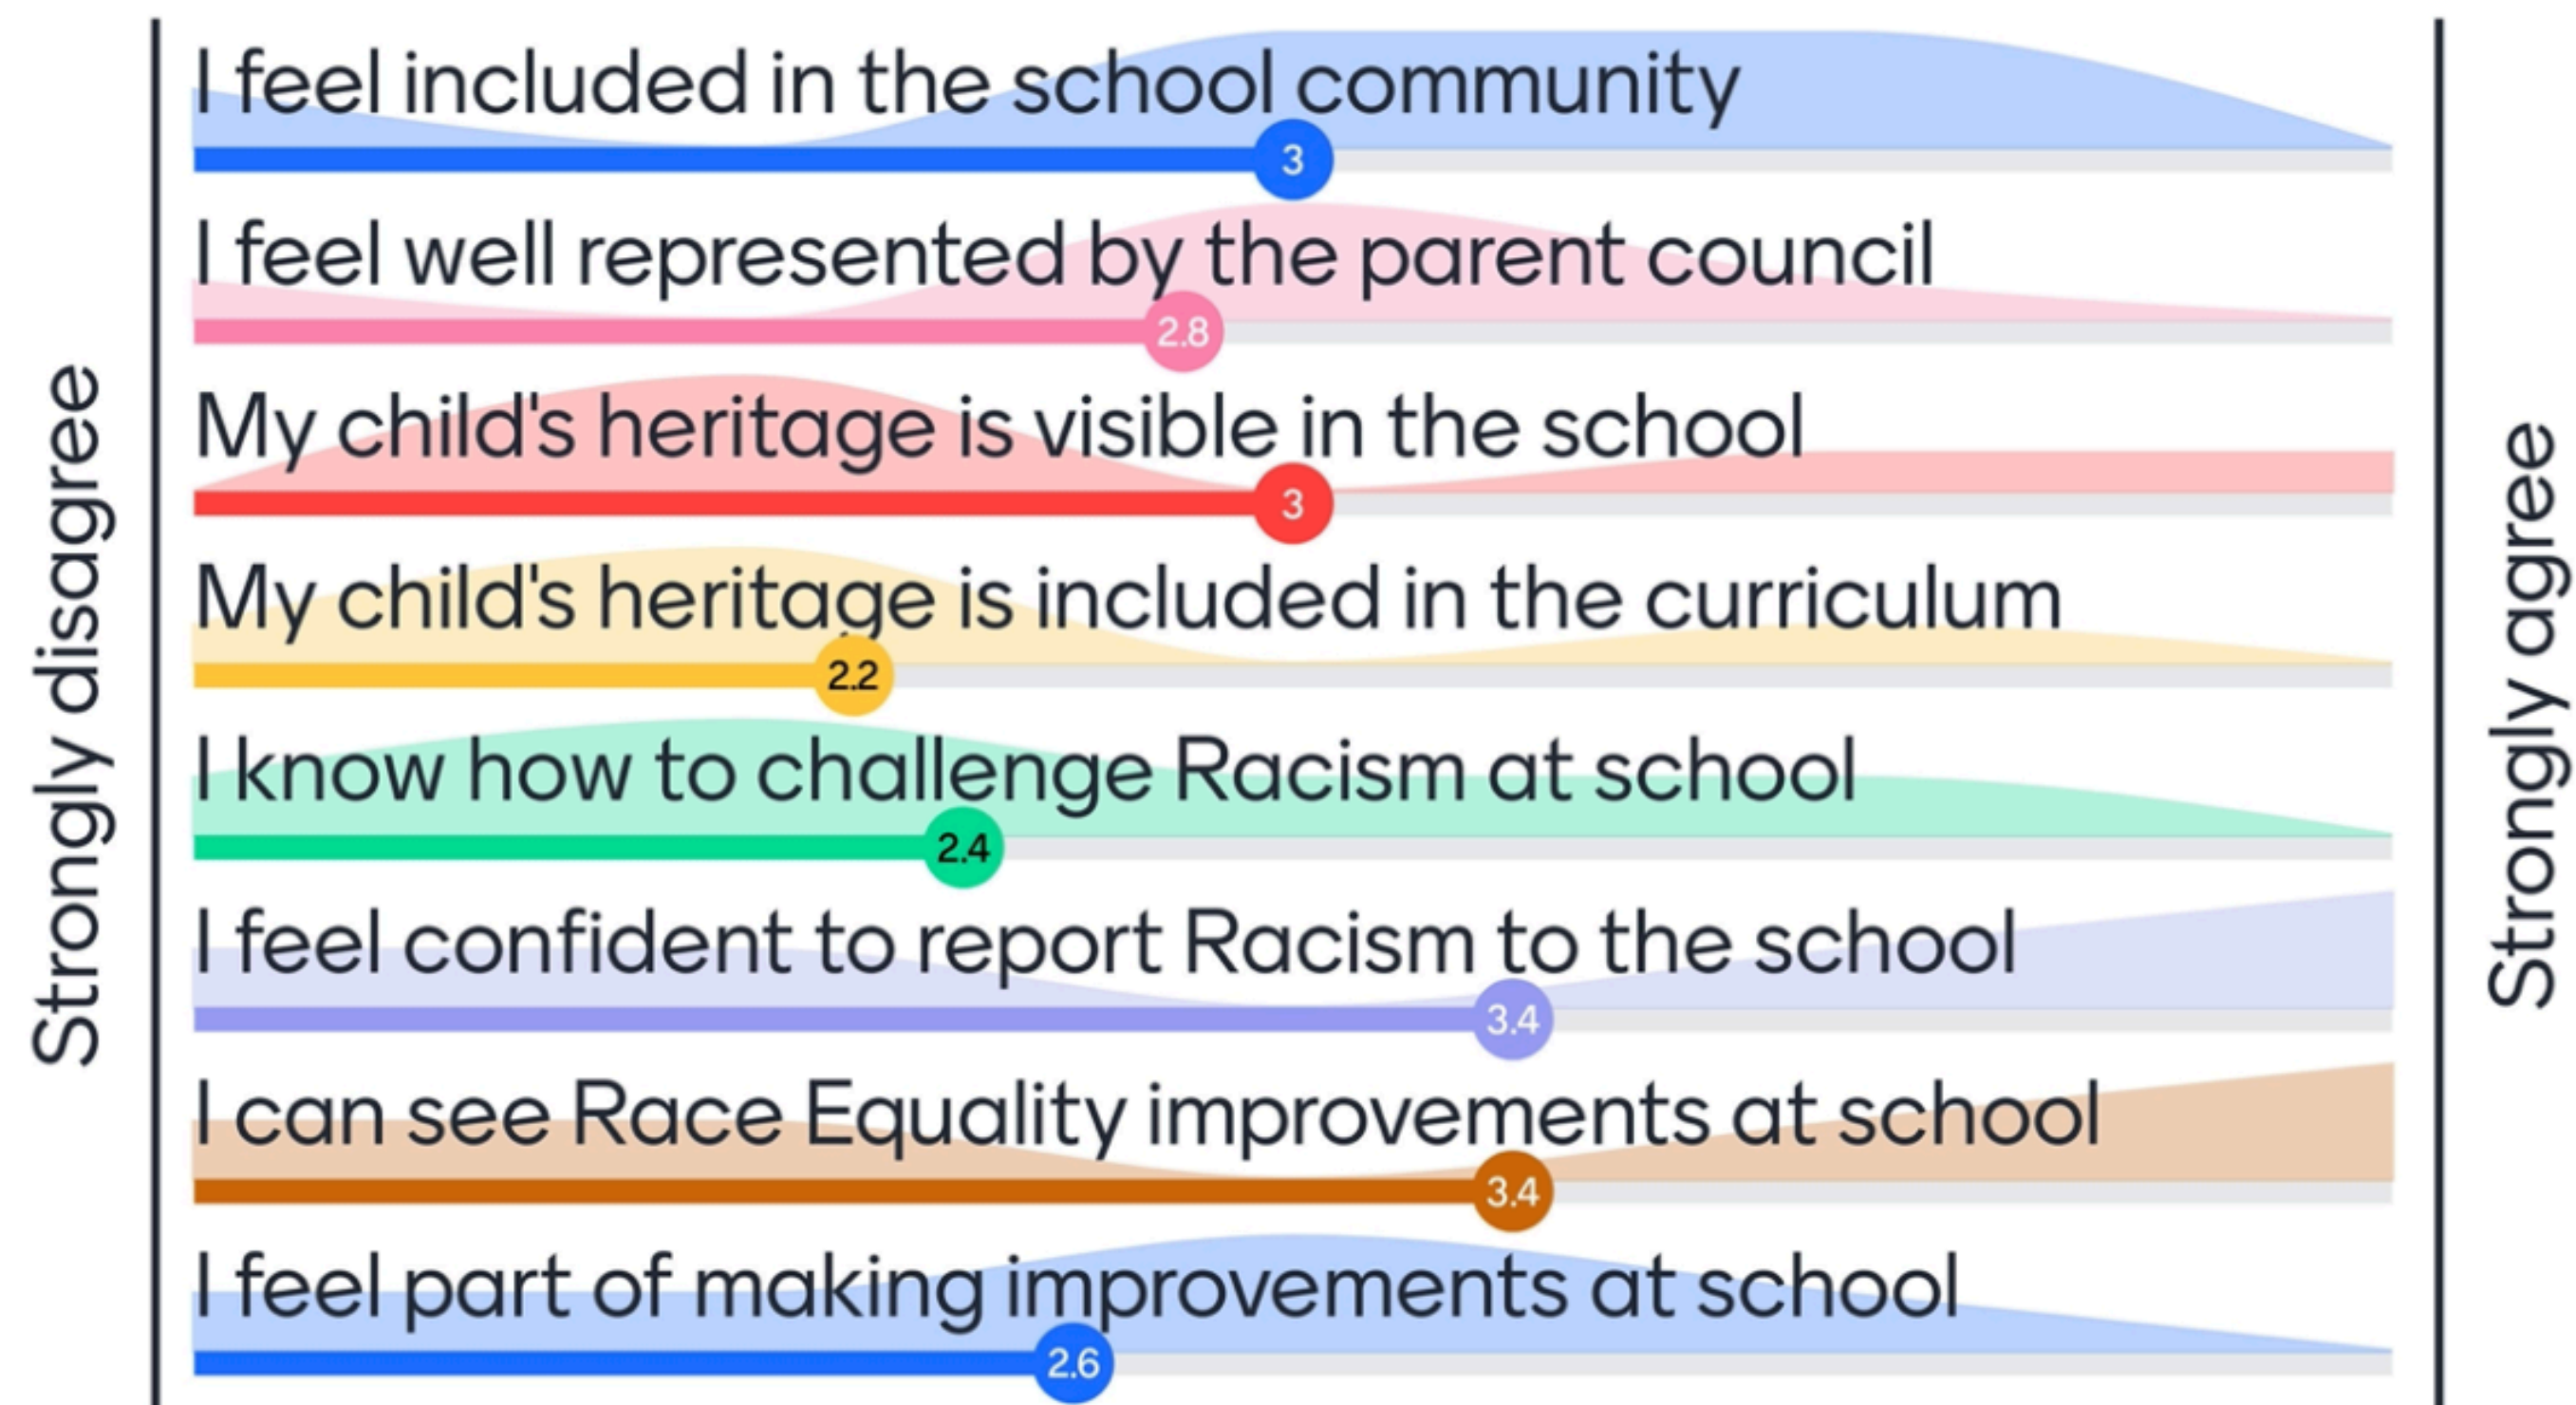 Strongly disagree
I feel included in the school community
3
I feel well represented by the parent council
2.8
My child's heritage is visible in the school
3
My child's heritage is included in the curriculum
2.2
I know how to challenge Racism at school
2.4
I feel confident to report Racism to the school
3.4
I can see Race Equality improvements at school
3.4
I feel part of making improvements at school
2.6
Strongly agree